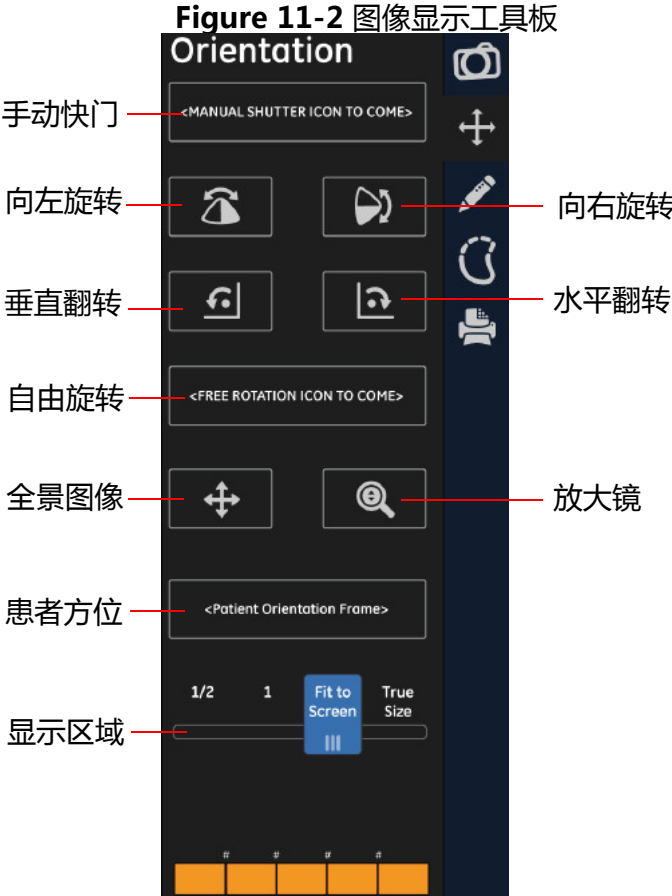 Figure 11-2 图像显示工具板
Orientation
手动快门
<MANUAL SHUTTER ICON TO COME>
向左旋转
向右旋转
垂直翻转
水平翻转
自由旋转
<FREE ROTATION ICON TO COME>
全景图像
放大镜
患者方位
<Patient Orientation Frame>
1/2 1 Fit to Screen True Size
显示区域
# # # #